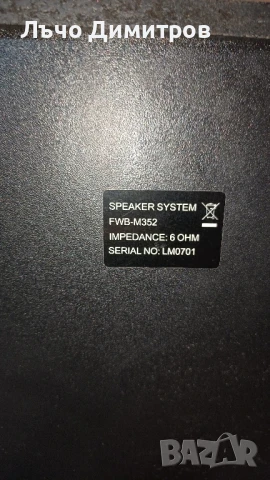 Лъчо Димитров
SPEAKER SYSTEM
FWB-M352
IMPEDANCE: 6 OHM
SERIAL NO: LM0701
BAZAR